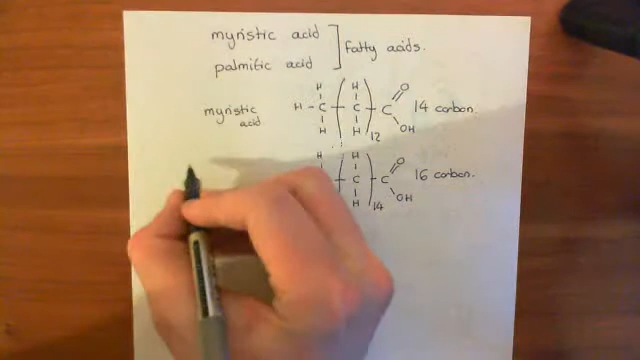 myristic acid
palmitic acid
fatty acids.
myristic acid
H
H
O
H - C - C - C
14 carbon.
H
H
OH
12
H
H
O
C - C
16 carbon.
H
OH
14